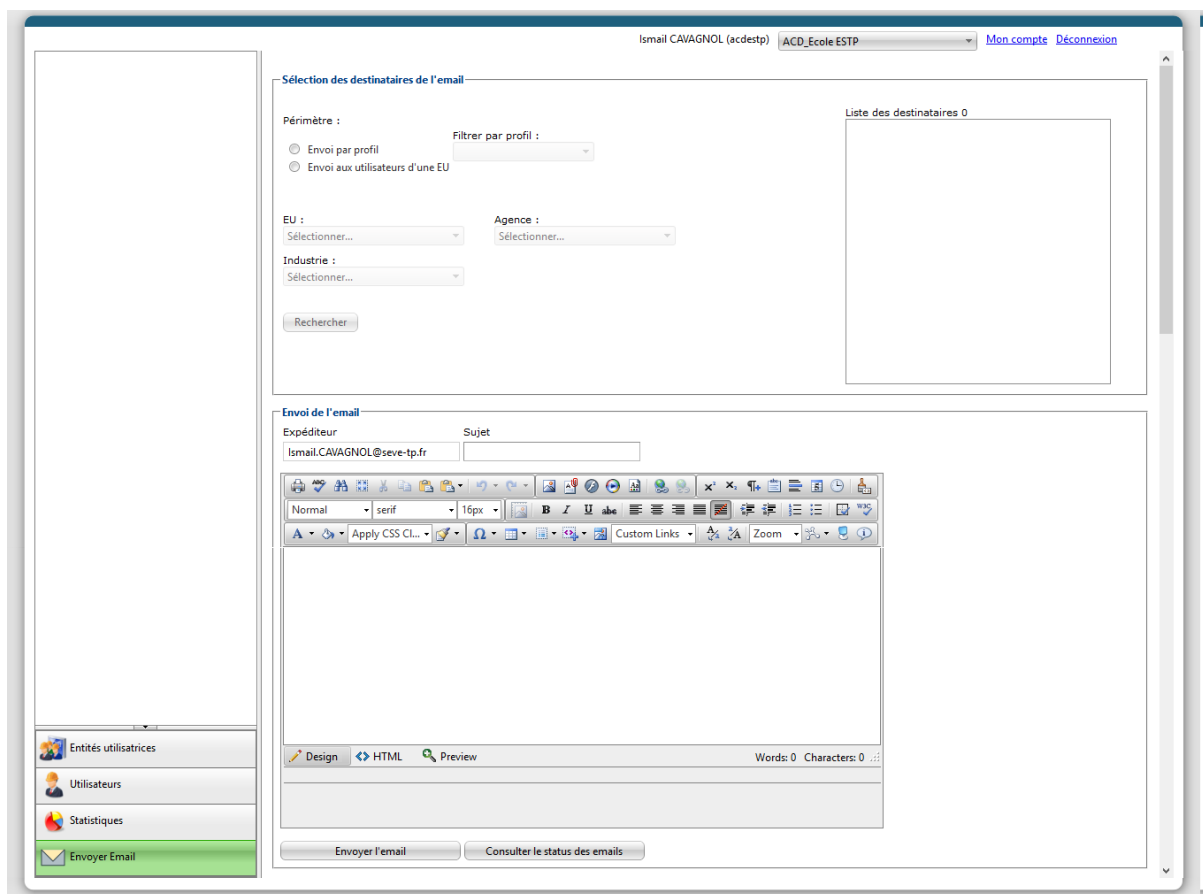 Ismail CAVAGNOL (acdestp) ACD_Ecole ESTP Mon compte Déconnexion
Sélection des destinataires de l'email
Liste des destinataires 0
Périmètre :
Filtrer par profil :
Envoi par profil
Envoi aux utilisateurs d'une EU
EU : Agence :
Sélectionner... Sélectionner...
Industrie :
Sélectionner...
Rechercher
Envoi de l'email
Expéditeur Sujet
Ismail.CAVAGNOL@seve-tp.fr
Normal serif 16px B I U abc W3C
A Apply CSS Cl... Ω Custom Links Zoom
Design HTML Preview Words: 0 Characters: 0
Entités utilisatrices
Utilisateurs
Statistiques
Envoyer Email
Envoyer l'email Consulter le status des emails